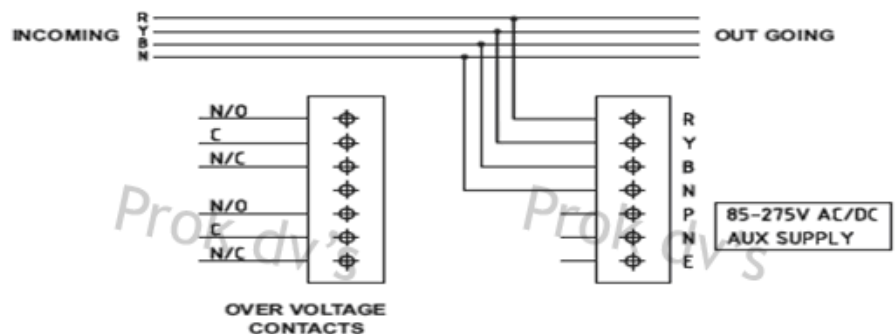 R
INCOMING Y OUT GOING
B
N
N/O
C
N/C
N/O
C
N/C
OVER VOLTAGE
CONTACTS
R
Y
B
N
P
N
E
85-275V AC/DC
AUX SUPPLY
Prok dv's
Prok dv's